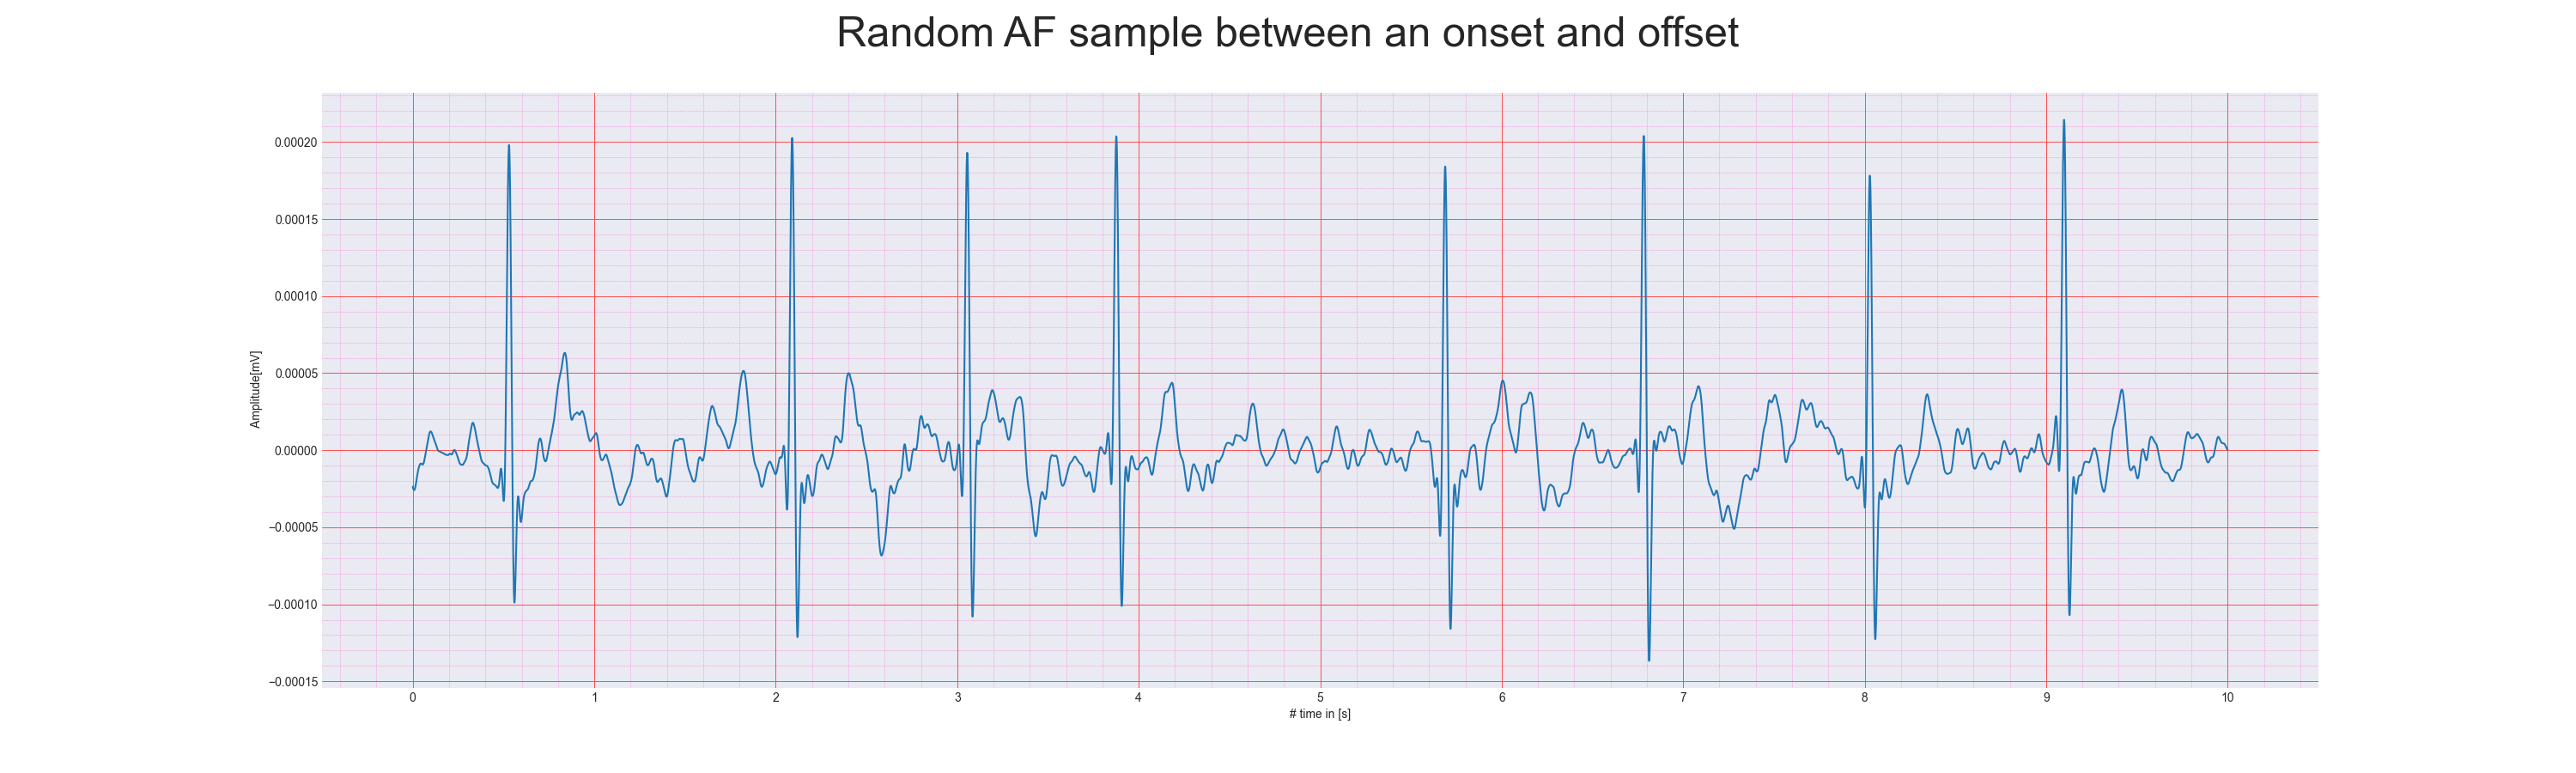 Random AF sample between an onset and offset
0.00020
0.00015
0.00010
0.00005
0.00000
−0.00005
−0.00010
−0.00015
Amplitude[mV]
0 1 2 3 4 5 6 7 8 9 10
# time in [s]